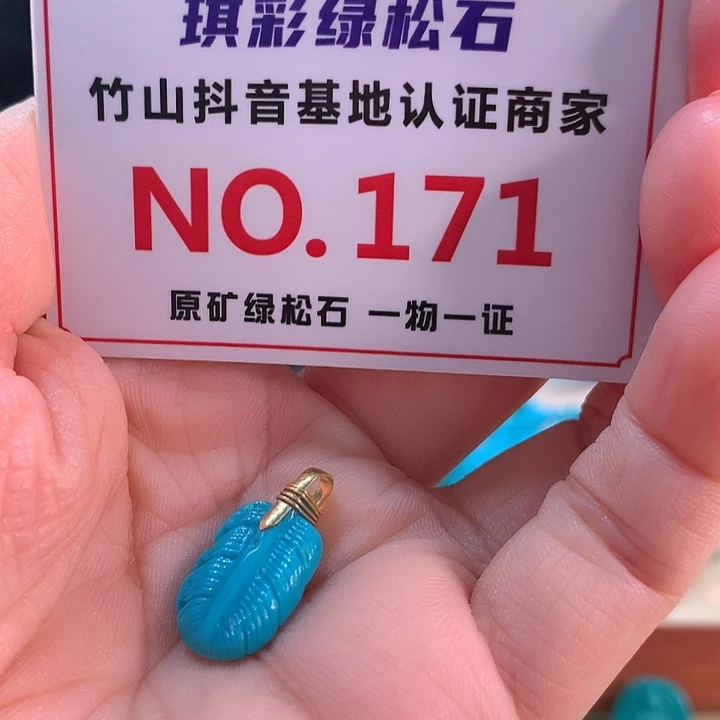 琪彩绿松石
竹山抖音基地认证商家
NO.171
原矿绿松石 一物一证